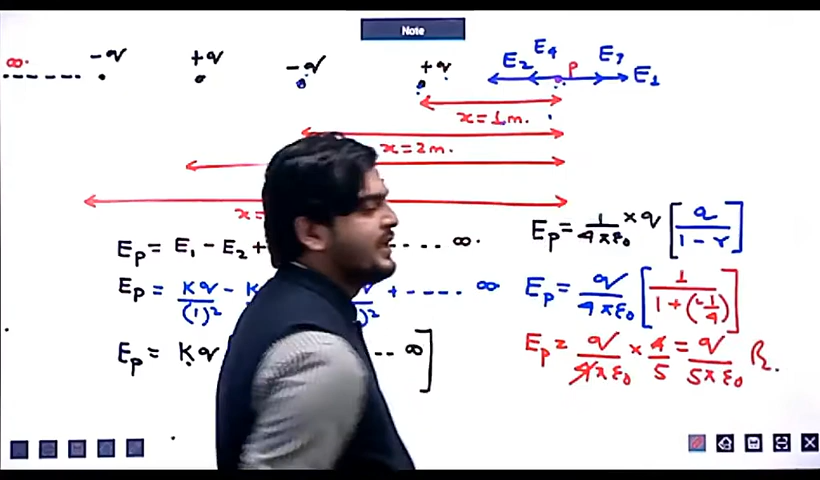 Note
∞ -q +q -q +q E2 E4 P E3 E1
x = 1m.
x = 2m.
x =
Ep = E1 - E2 + .... ∞.
Ep = Kq/(1)² - K )² + ---- ∞
Ep = Kq -- ∞]
Ep = 1/4πε0 × q [a/1-r]
Ep = q/4πε0 [1/1+(-1/4)]
Ep = q/4πε0 × 4/5 = q/5πε0